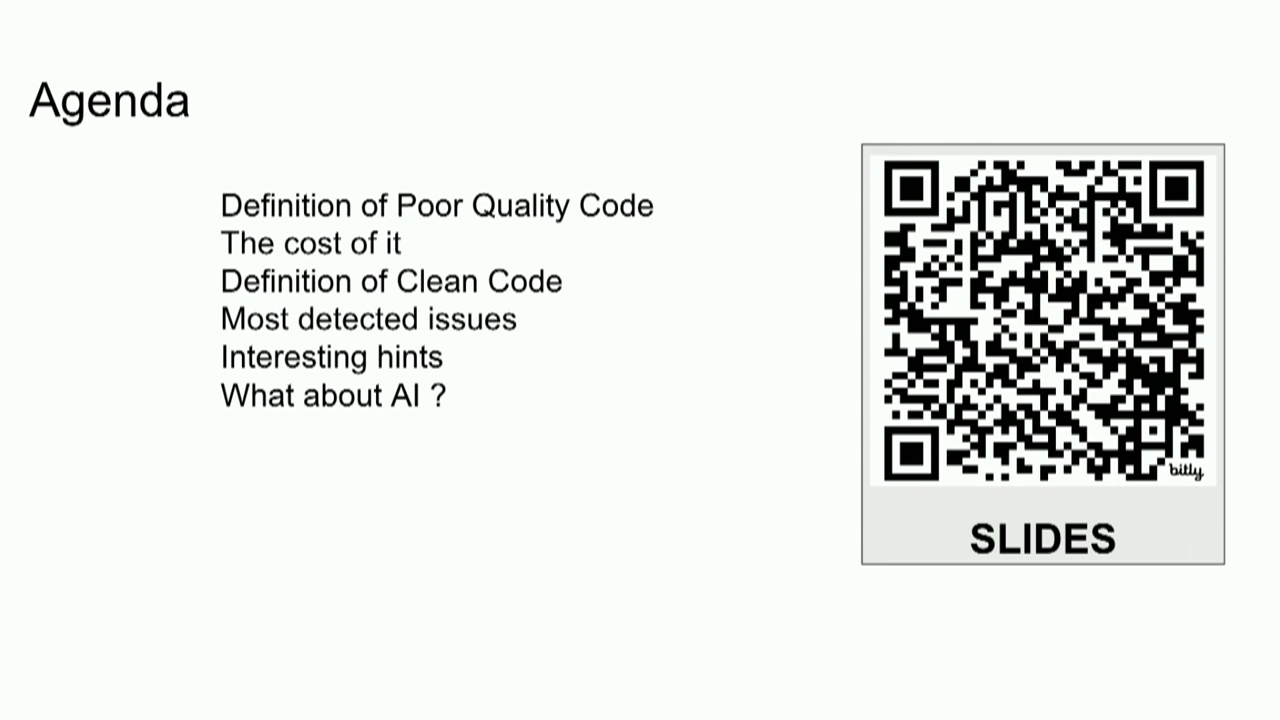 Agenda
Definition of Poor Quality Code
The cost of it
Definition of Clean Code
Most detected issues
Interesting hints
What about AI ?
bitly
SLIDES